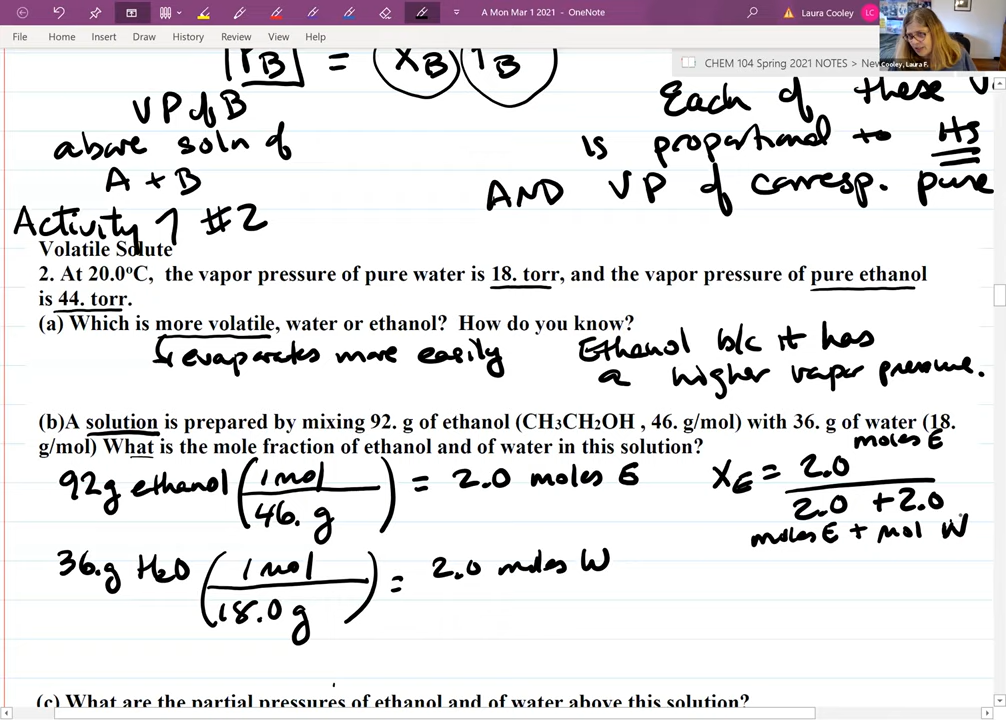 A Mon Mar 1 2021 - OneNote
Laura Cooley LC
File Home Insert Draw History Review View Help
Cooley, Laura F.
CHEM 104 Spring 2021 NOTES > New
|PB| = (XB)(PB)
VP of B
above soln of
A + B
Each of these V
is proportional to #s
AND VP of corresp. pure
Activity 7 #2
Volatile Solute
2. At 20.0°C, the vapor pressure of pure water is 18. torr, and the vapor pressure of pure ethanol
is 44. torr.
(a) Which is more volatile, water or ethanol? How do you know?
evaporates more easily
Ethanol b/c it has
a higher vapor pressure.
(b)A solution is prepared by mixing 92. g of ethanol (CH₃CH₂OH , 46. g/mol) with 36. g of water (18.
g/mol) What is the mole fraction of ethanol and of water in this solution?
92g ethanol (1 mol / 46. g) = 2.0 moles E
moles E
XE = 2.0 / 2.0 + 2.0
moles E + mol W
36.g H₂O (1 mol / 18.0 g) = 2.0 moles W
(c) What are the partial pressures of ethanol and of water above this solution?